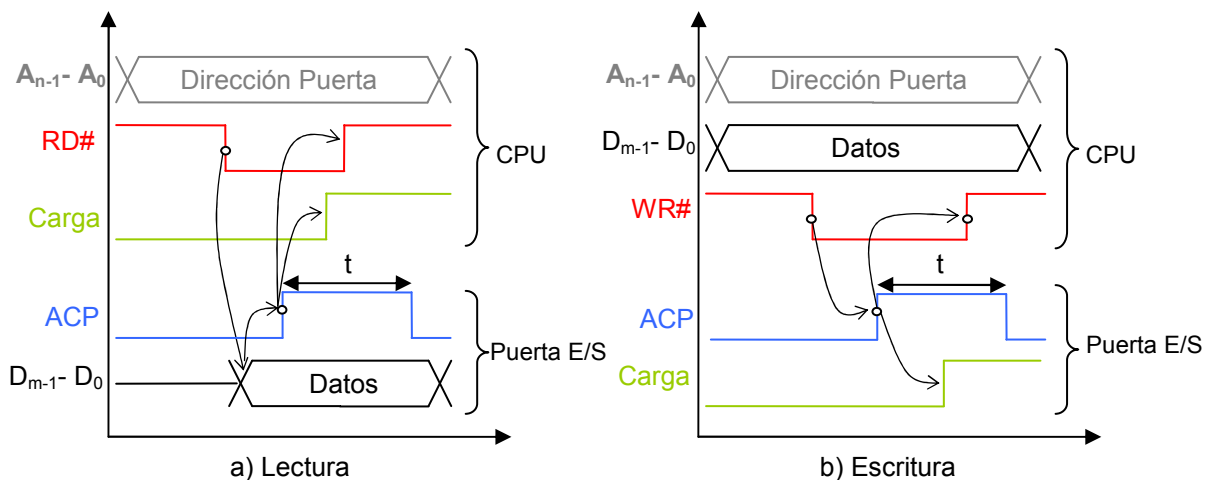 Aₙ₋₁- A₀
Dirección Puerta
RD#
CPU
Carga
t
ACP
Puerta E/S
Dₘ₋₁- D₀
Datos
a) Lectura
Aₙ₋₁- A₀
Dirección Puerta
Dₘ₋₁- D₀
Datos
CPU
WR#
t
ACP
Puerta E/S
Carga
b) Escritura